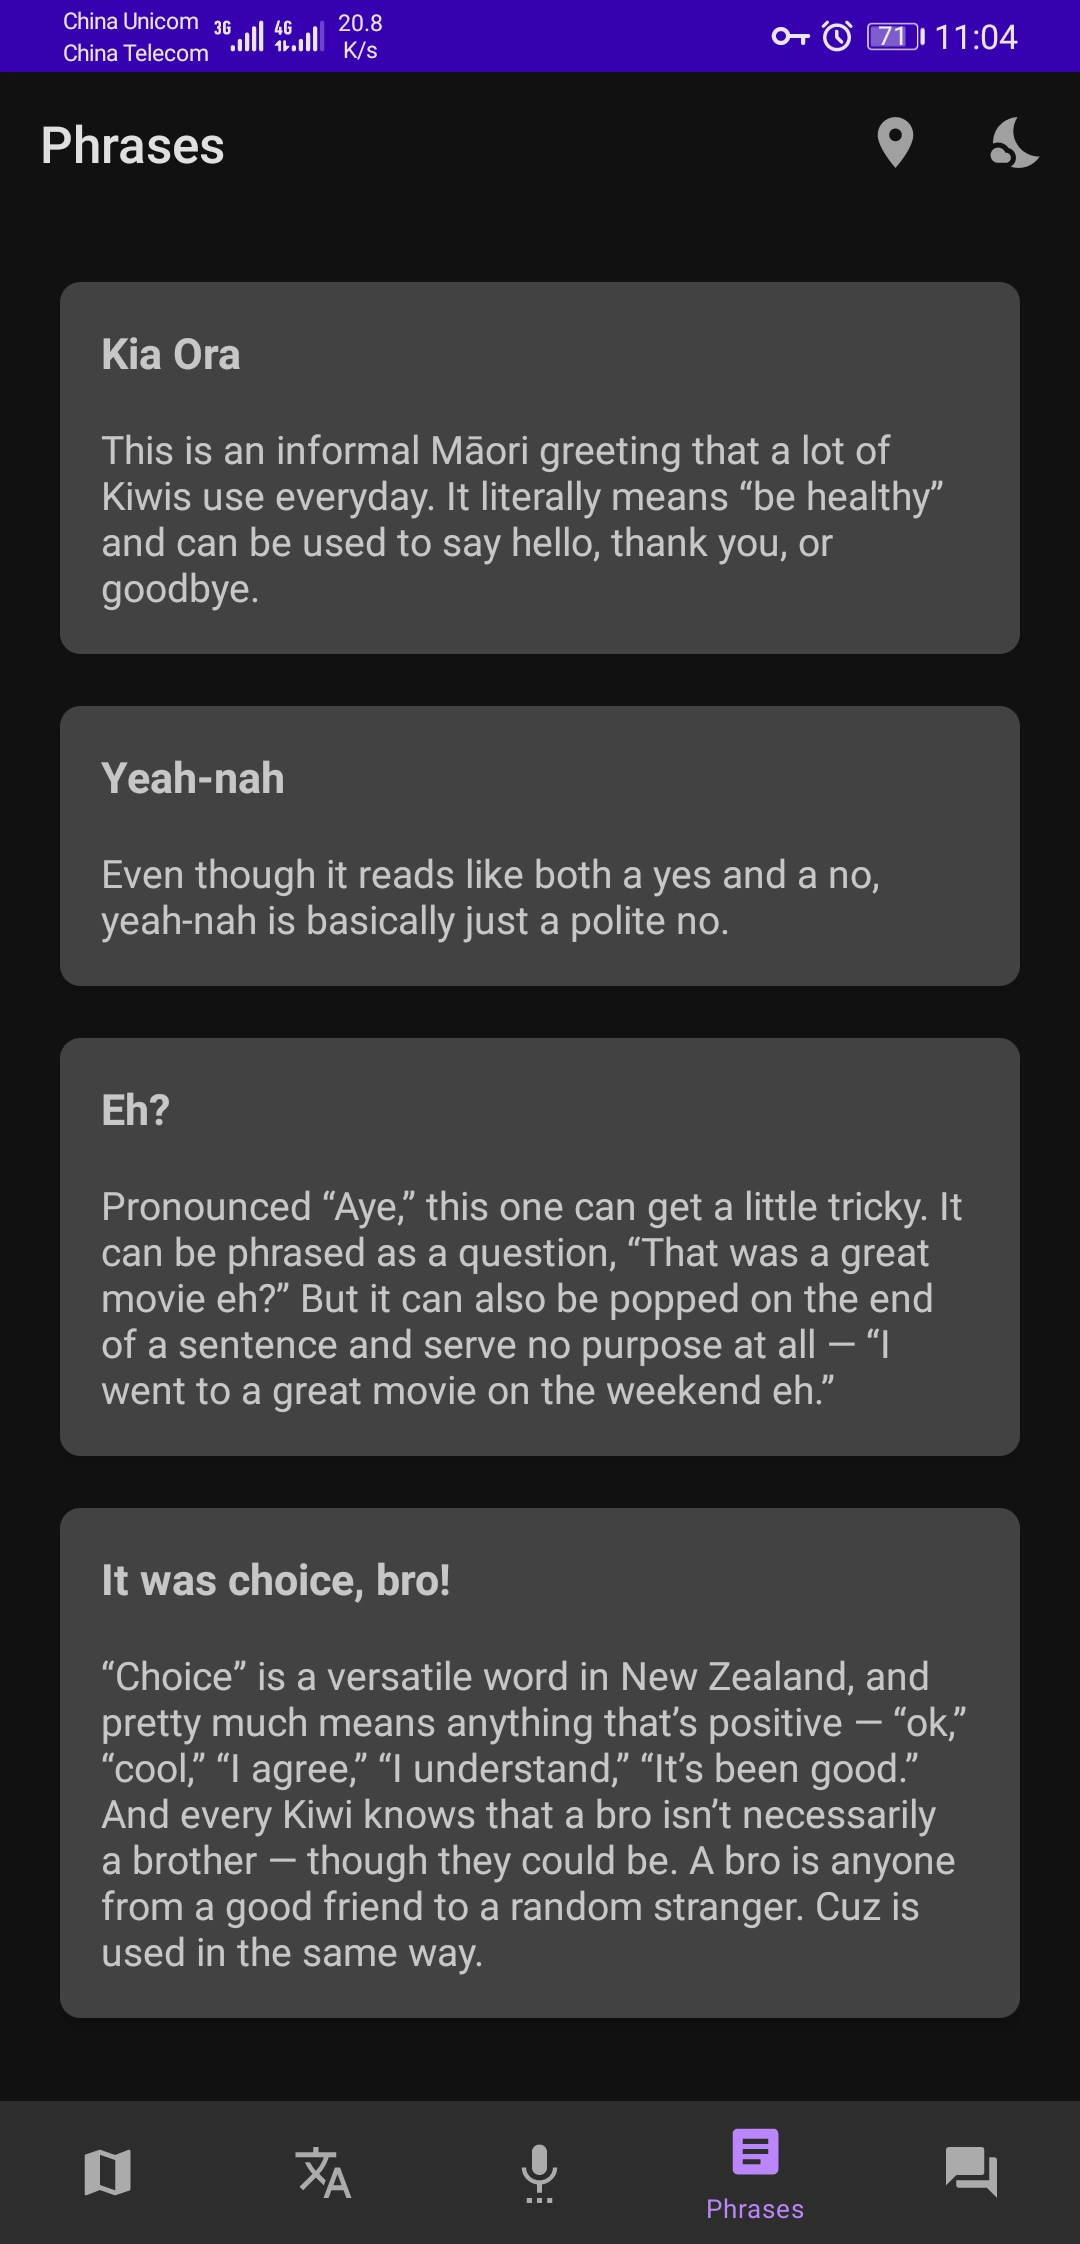 China Unicom
China Telecom
3G
4G
20.8
K/s
71
11:04
Phrases
Kia Ora
This is an informal Māori greeting that a lot of
Kiwis use everyday. It literally means “be healthy”
and can be used to say hello, thank you, or
goodbye.
Yeah-nah
Even though it reads like both a yes and a no,
yeah-nah is basically just a polite no.
Eh?
Pronounced “Aye,” this one can get a little tricky. It
can be phrased as a question, “That was a great
movie eh?” But it can also be popped on the end
of a sentence and serve no purpose at all — “I
went to a great movie on the weekend eh.”
It was choice, bro!
“Choice” is a versatile word in New Zealand, and
pretty much means anything that’s positive — “ok,”
“cool,” “I agree,” “I understand,” “It’s been good.”
And every Kiwi knows that a bro isn’t necessarily
a brother — though they could be. A bro is anyone
from a good friend to a random stranger. Cuz is
used in the same way.
Phrases